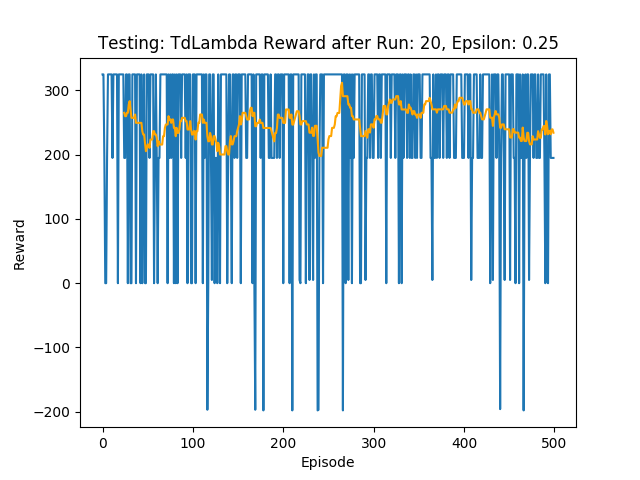 Testing: TdLambda Reward after Run: 20, Epsilon: 0.25
300
200
100
0
−100
−200
Reward
0 100 200 300 400 500
Episode